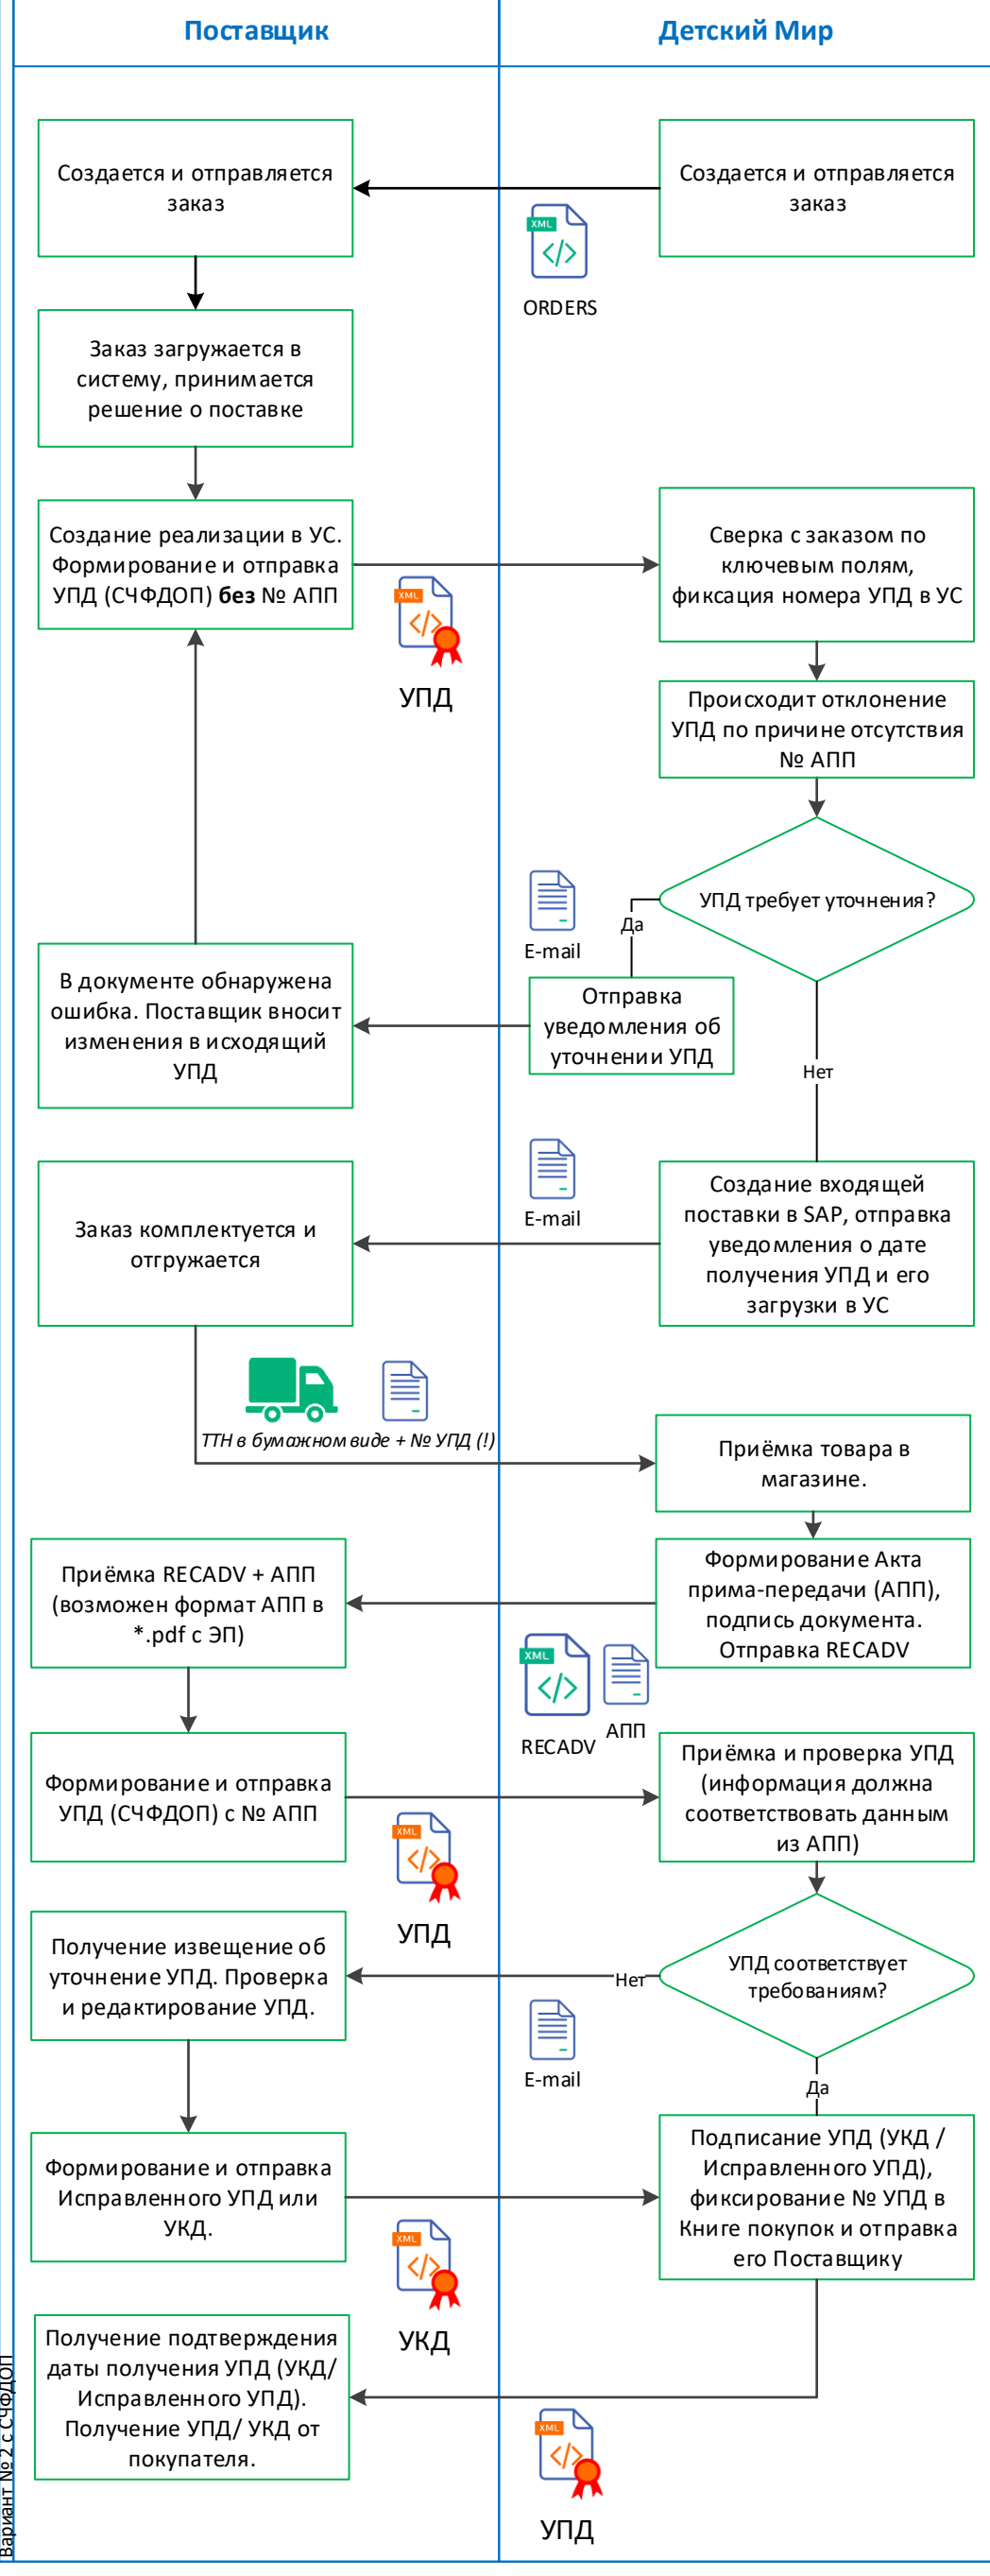 Поставщик
Детский Мир
Создается и отправляется
заказ
Создается и отправляется
заказ
XML
ORDERS
Заказ загружается в
систему, принимается
решение о поставке
Создание реализации в УС.
Формирование и отправка
УПД (СЧФДОП) без № АПП
XML
УПД
Сверка с заказом по
ключевым полям,
фиксация номера УПД в УС
Происходит отклонение
УПД по причине отсутствия
№ АПП
УПД требует уточнения?
Да
E-mail
Отправка
уведомления об
уточнении УПД
В документе обнаружена
ошибка. Поставщик вносит
изменения в исходящий
УПД
Нет
Создание входящей
поставки в SAP, отправка
уведомления о дате
получения УПД и его
загрузки в УС
E-mail
Заказ комплектуется и
отгружается
ТТН в бумажном виде + № УПД (!)
Приёмка товара в
магазине.
Формирование Акта
прима-передачи (АПП),
подпись документа.
Отправка RECADV
Приёмка RECADV + АПП
(возможен формат АПП в
*.pdf с ЭП)
XML
RECADV
АПП
Формирование и отправка
УПД (СЧФДОП) с № АПП
XML
УПД
Приёмка и проверка УПД
(информация должна
соответствовать данным
из АПП)
УПД соответствует
требованиям?
Нет
E-mail
Получение извещение об
уточнение УПД. Проверка
и редактирование УПД.
Да
Формирование и отправка
Исправленного УПД или
УКД.
XML
УКД
Подписание УПД (УКД /
Исправленного УПД),
фиксирование № УПД в
Книге покупок и отправка
его Поставщику
Получение подтверждения
даты получения УПД (УКД/
Исправленного УПД).
Получение УПД/ УКД от
покупателя.
XML
УПД
Вариант № 2 с СЧФДОП